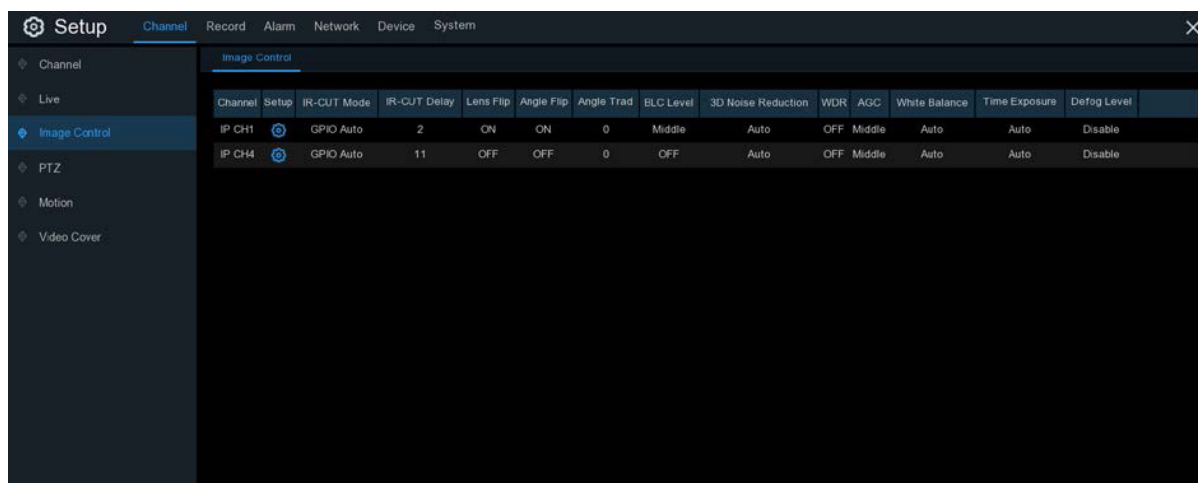 Setup Channel Record Alarm Network Device System
Channel
Live
Image Control
PTZ
Motion
Video Cover
Image Control
Channel Setup IR-CUT Mode IR-CUT Delay Lens Flip Angle Flip Angle Trad BLC Level 3D Noise Reduction WDR AGC White Balance Time Exposure Defog Level
IP CH1 GPIO Auto 2 ON ON 0 Middle Auto OFF Middle Auto Auto Disable
IP CH4 GPIO Auto 11 OFF OFF 0 OFF Auto OFF Middle Auto Auto Disable